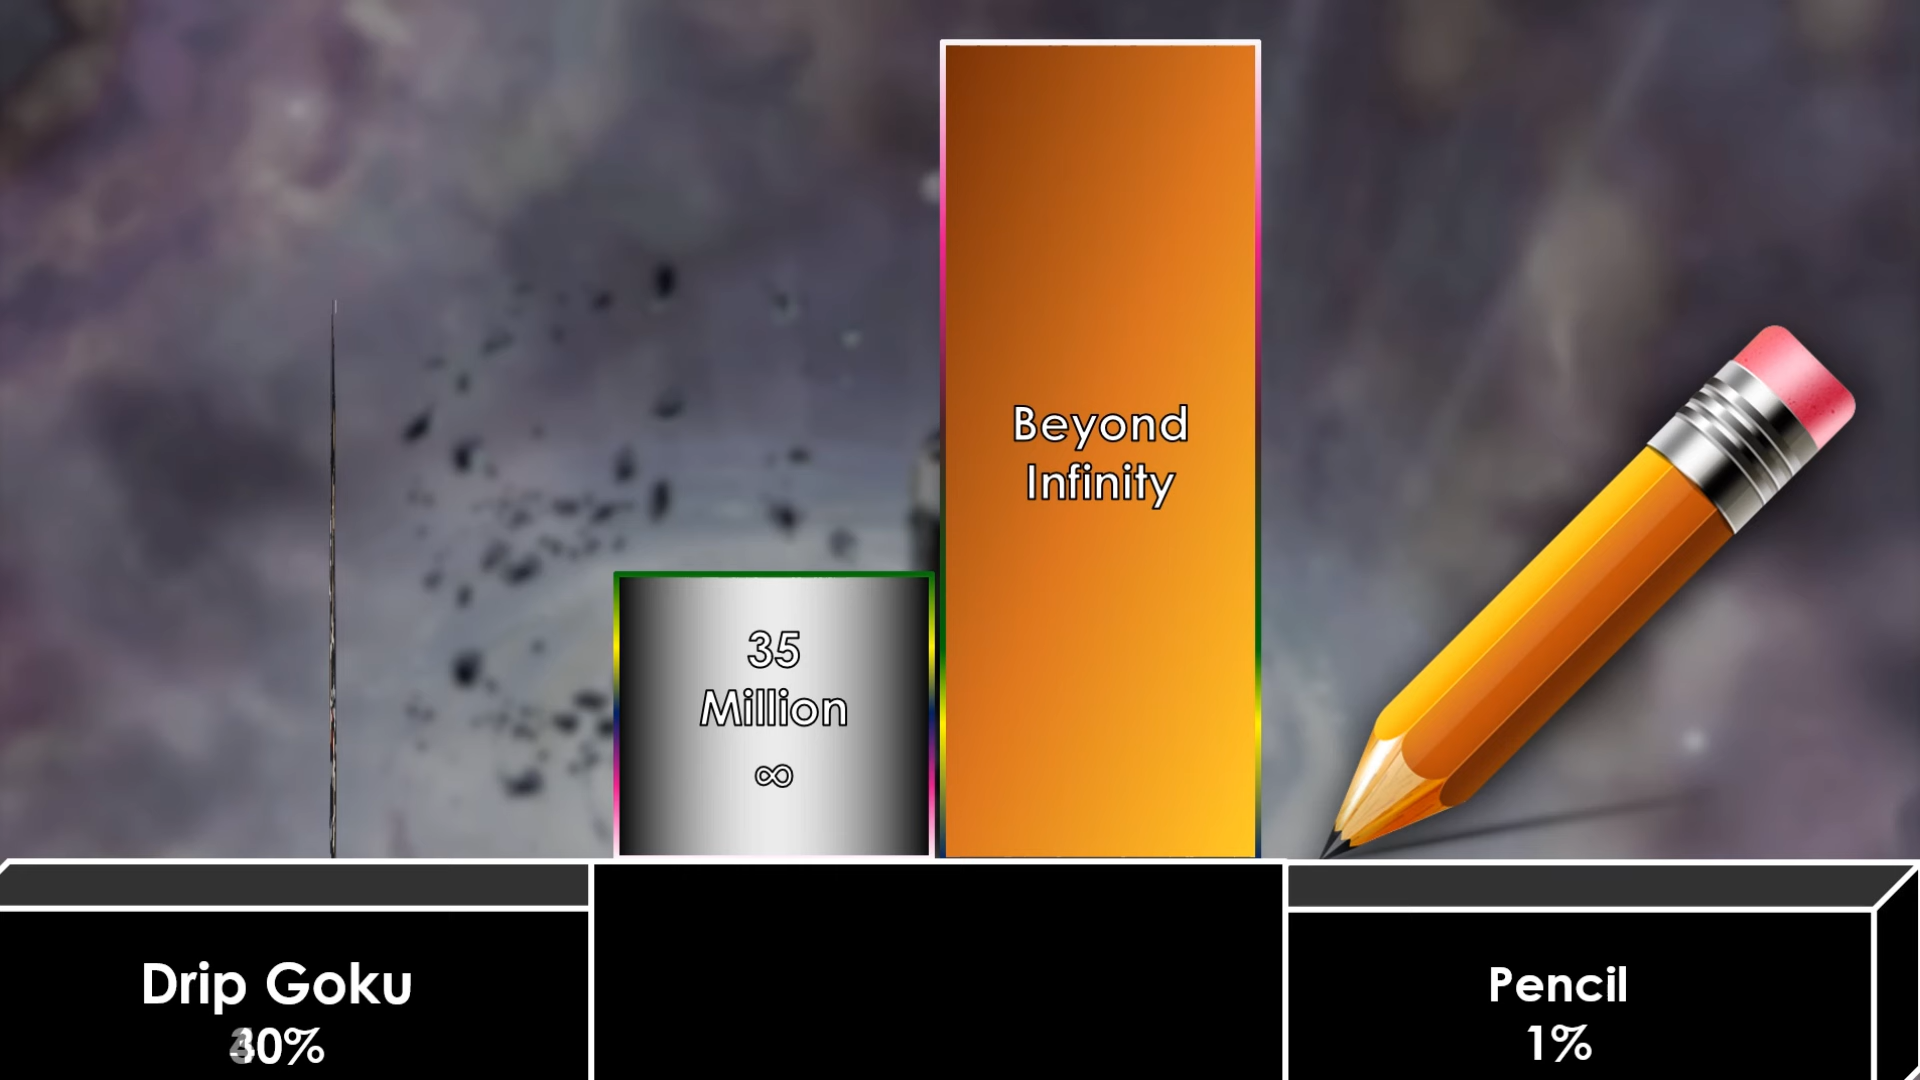 Beyond
Infinity
35
Million
∞
Drip Goku
Pencil
1%